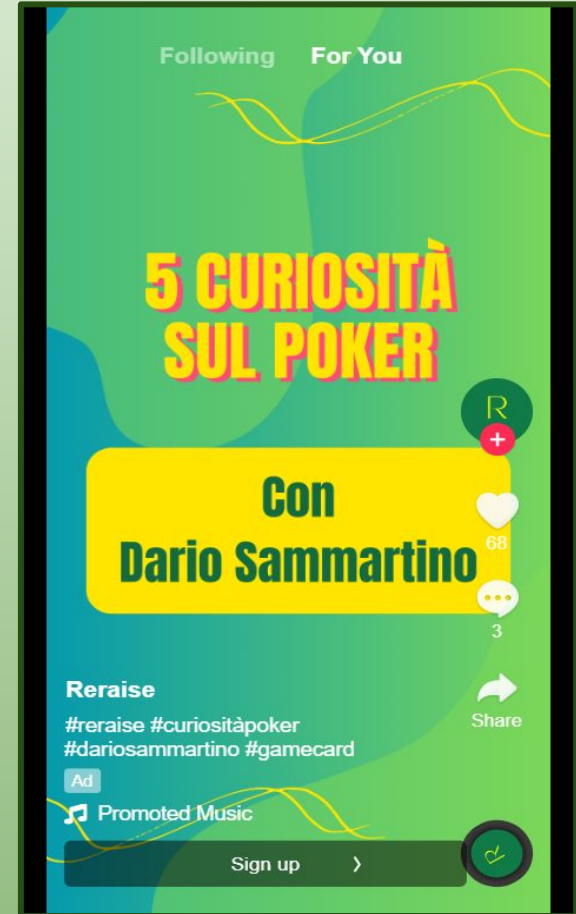 Following For You
5 CURIOSITÀ
SUL POKER
R
Con
Dario Sammartino
68
3
Reraise
Share
#reraise #curiositàpoker
#dariosammartino #gamecard
Ad
Promoted Music
Sign up
R